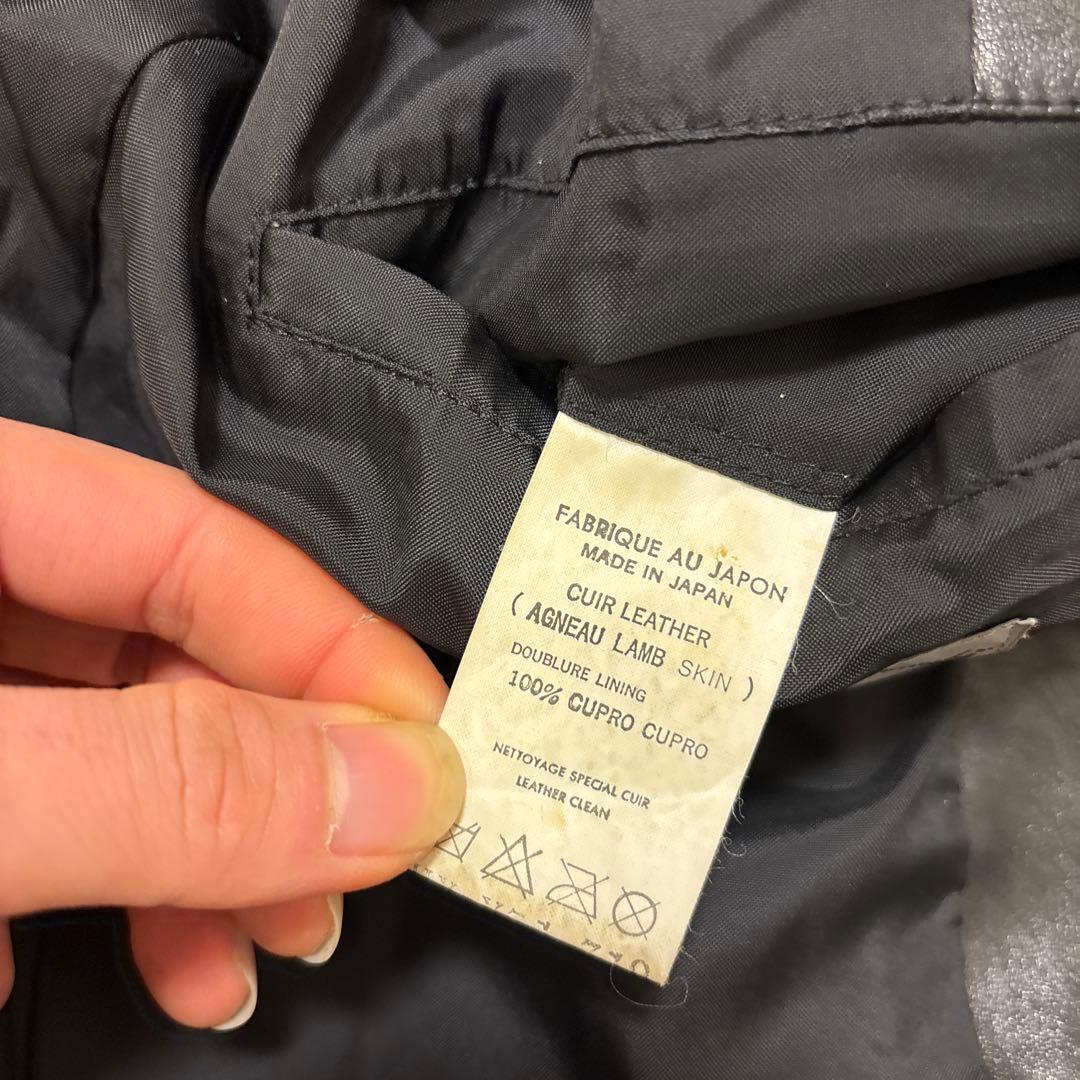 FABRIQUE AU JAPON
MADE IN JAPAN
CUIR LEATHER
( AGNEAU LAMB SKIN )
DOUBLURE LINING
100% CUPRO CUPRO
NETTOYAGE SPECIAL CUIR
LEATHER CLEAN